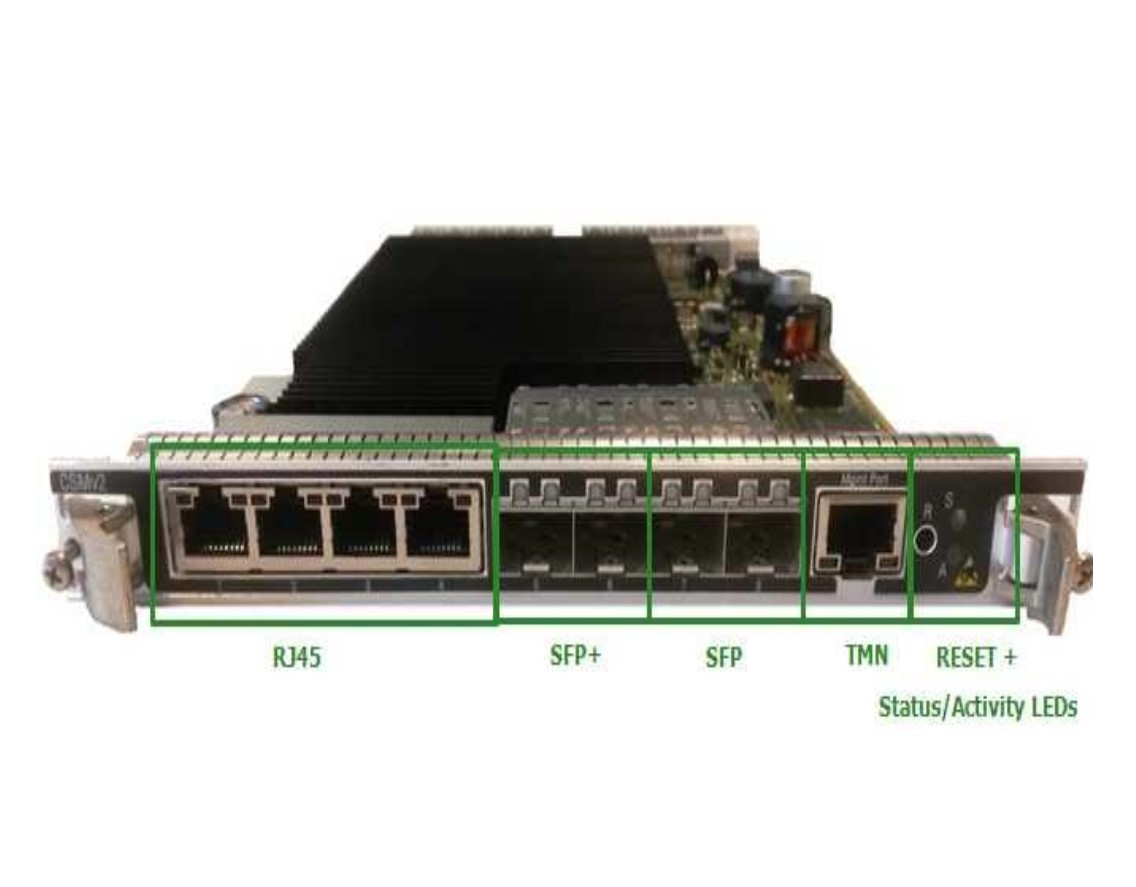 CSMv2
Mgmt Port
S
R
A
RJ45
SFP+
SFP
TMN
RESET +
Status/Activity LEDs